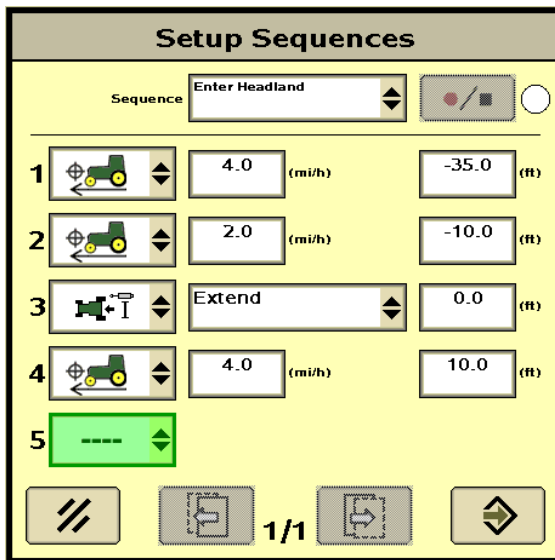 Setup Sequences
Sequence Enter Headland
1 4.0 (mi/h) -35.0 (ft)
2 2.0 (mi/h) -10.0 (ft)
3 Extend 0.0 (ft)
4 4.0 (mi/h) 10.0 (ft)
5 ----
1/1